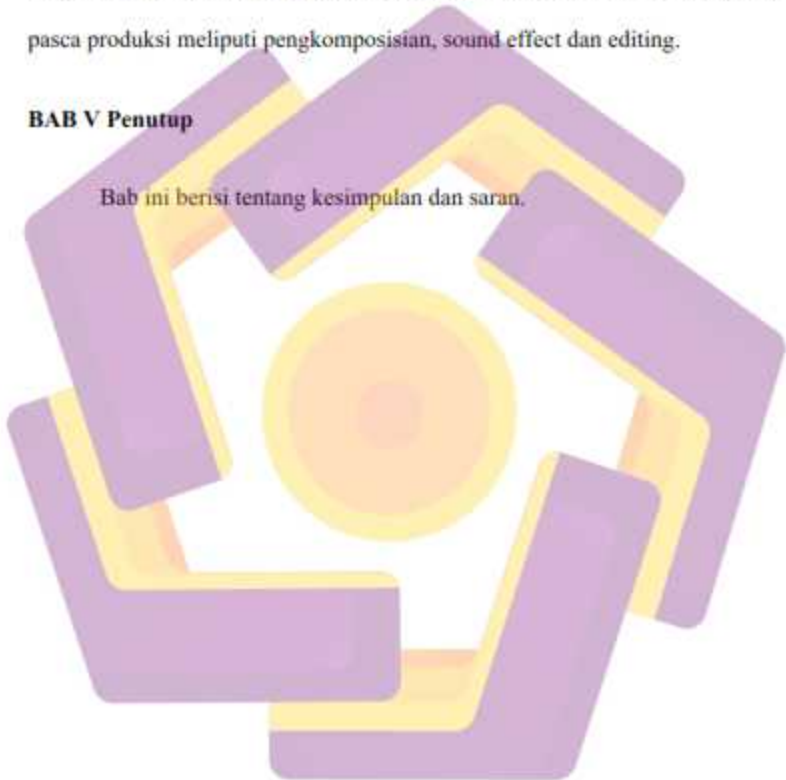 pasca produksi meliputi pengkomposisian, sound effect dan editing.
BAB V Penutup
Bab ini berisi tentang kesimpulan dan saran.